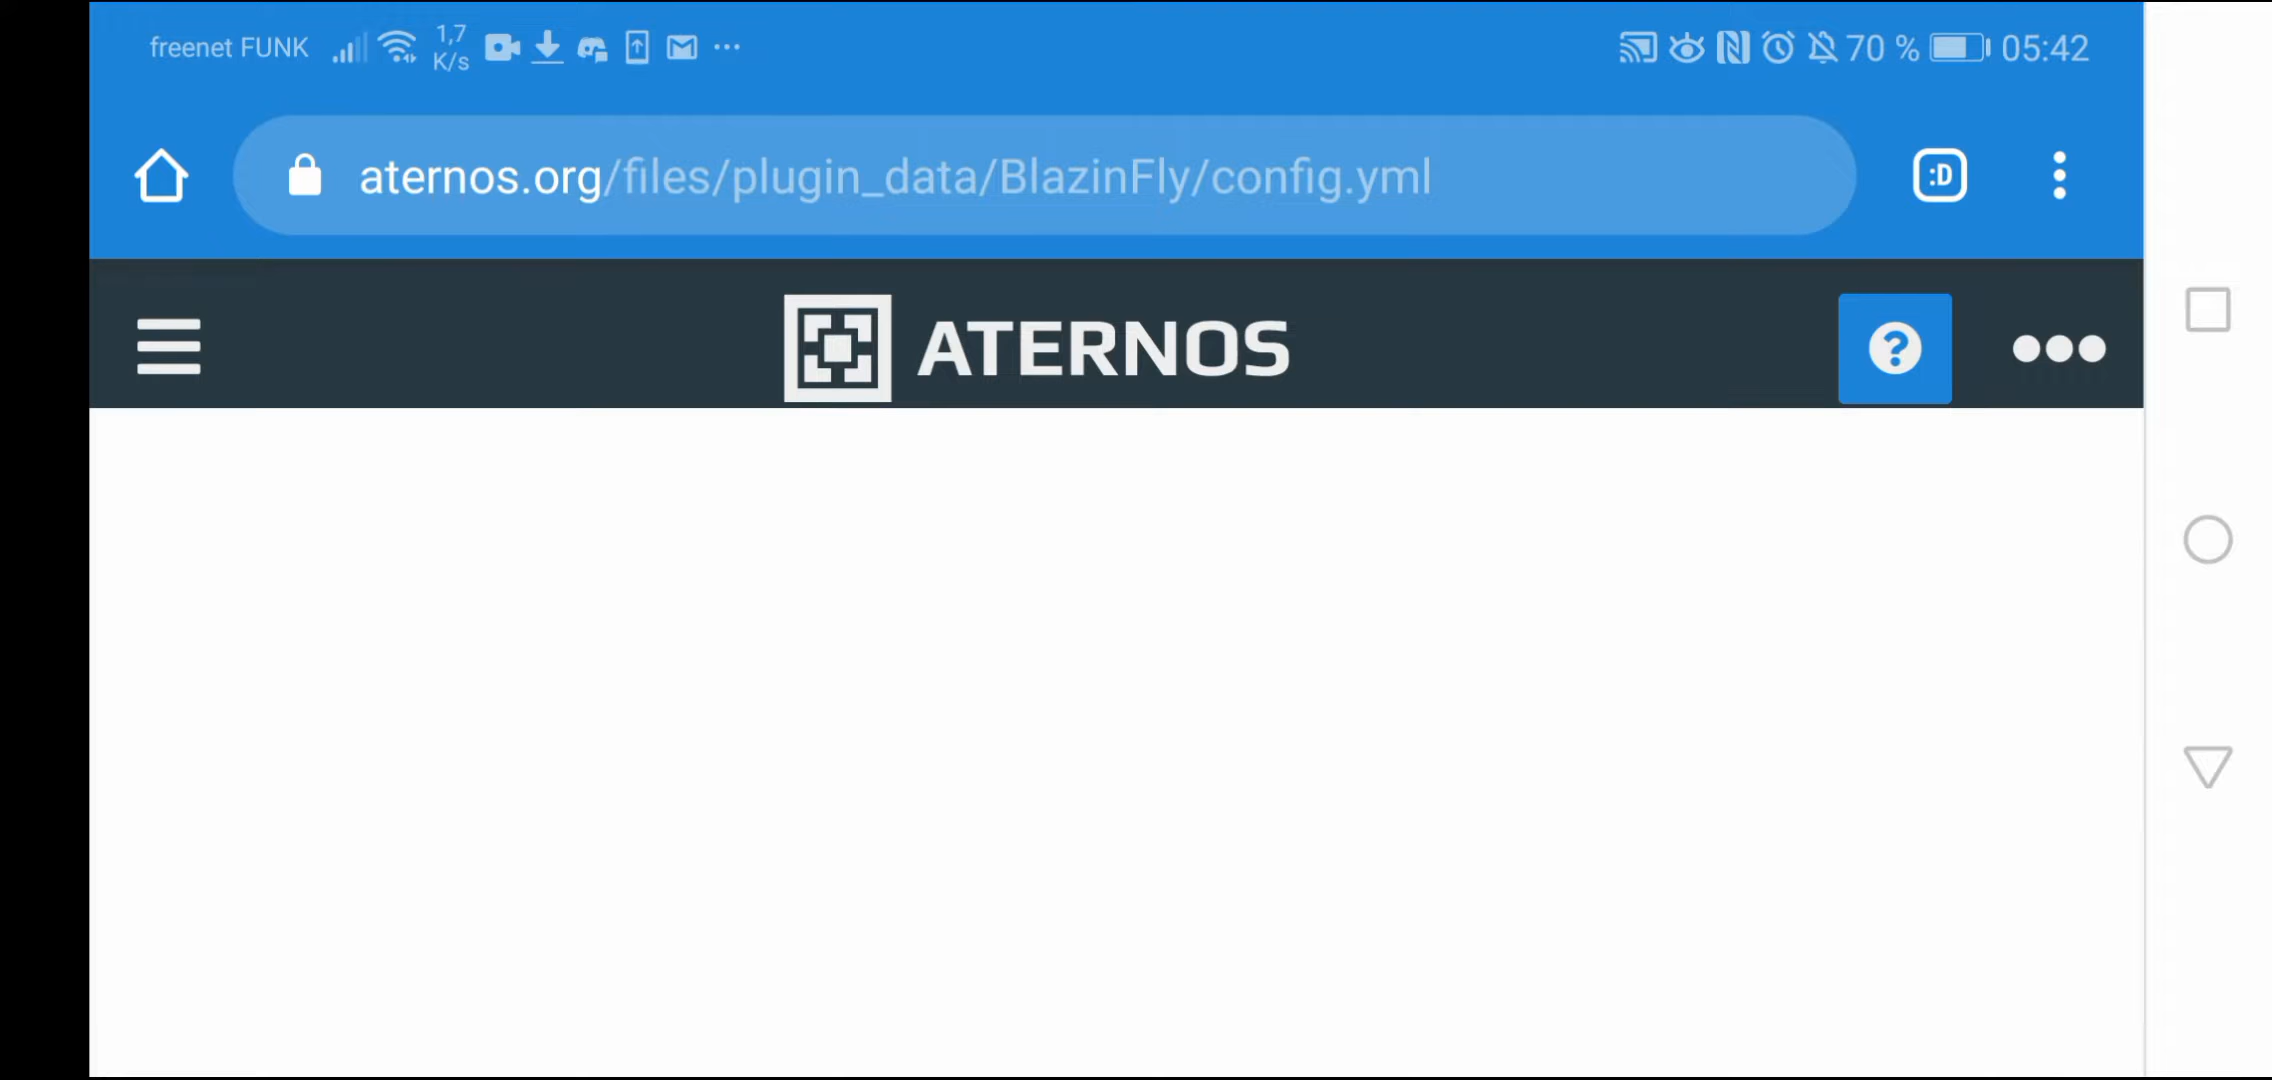 freenet FUNK 1,7 K/s 70 % 05:42
aternos.org/files/plugin_data/BlazinFly/config.yml :D
ATERNOS ?